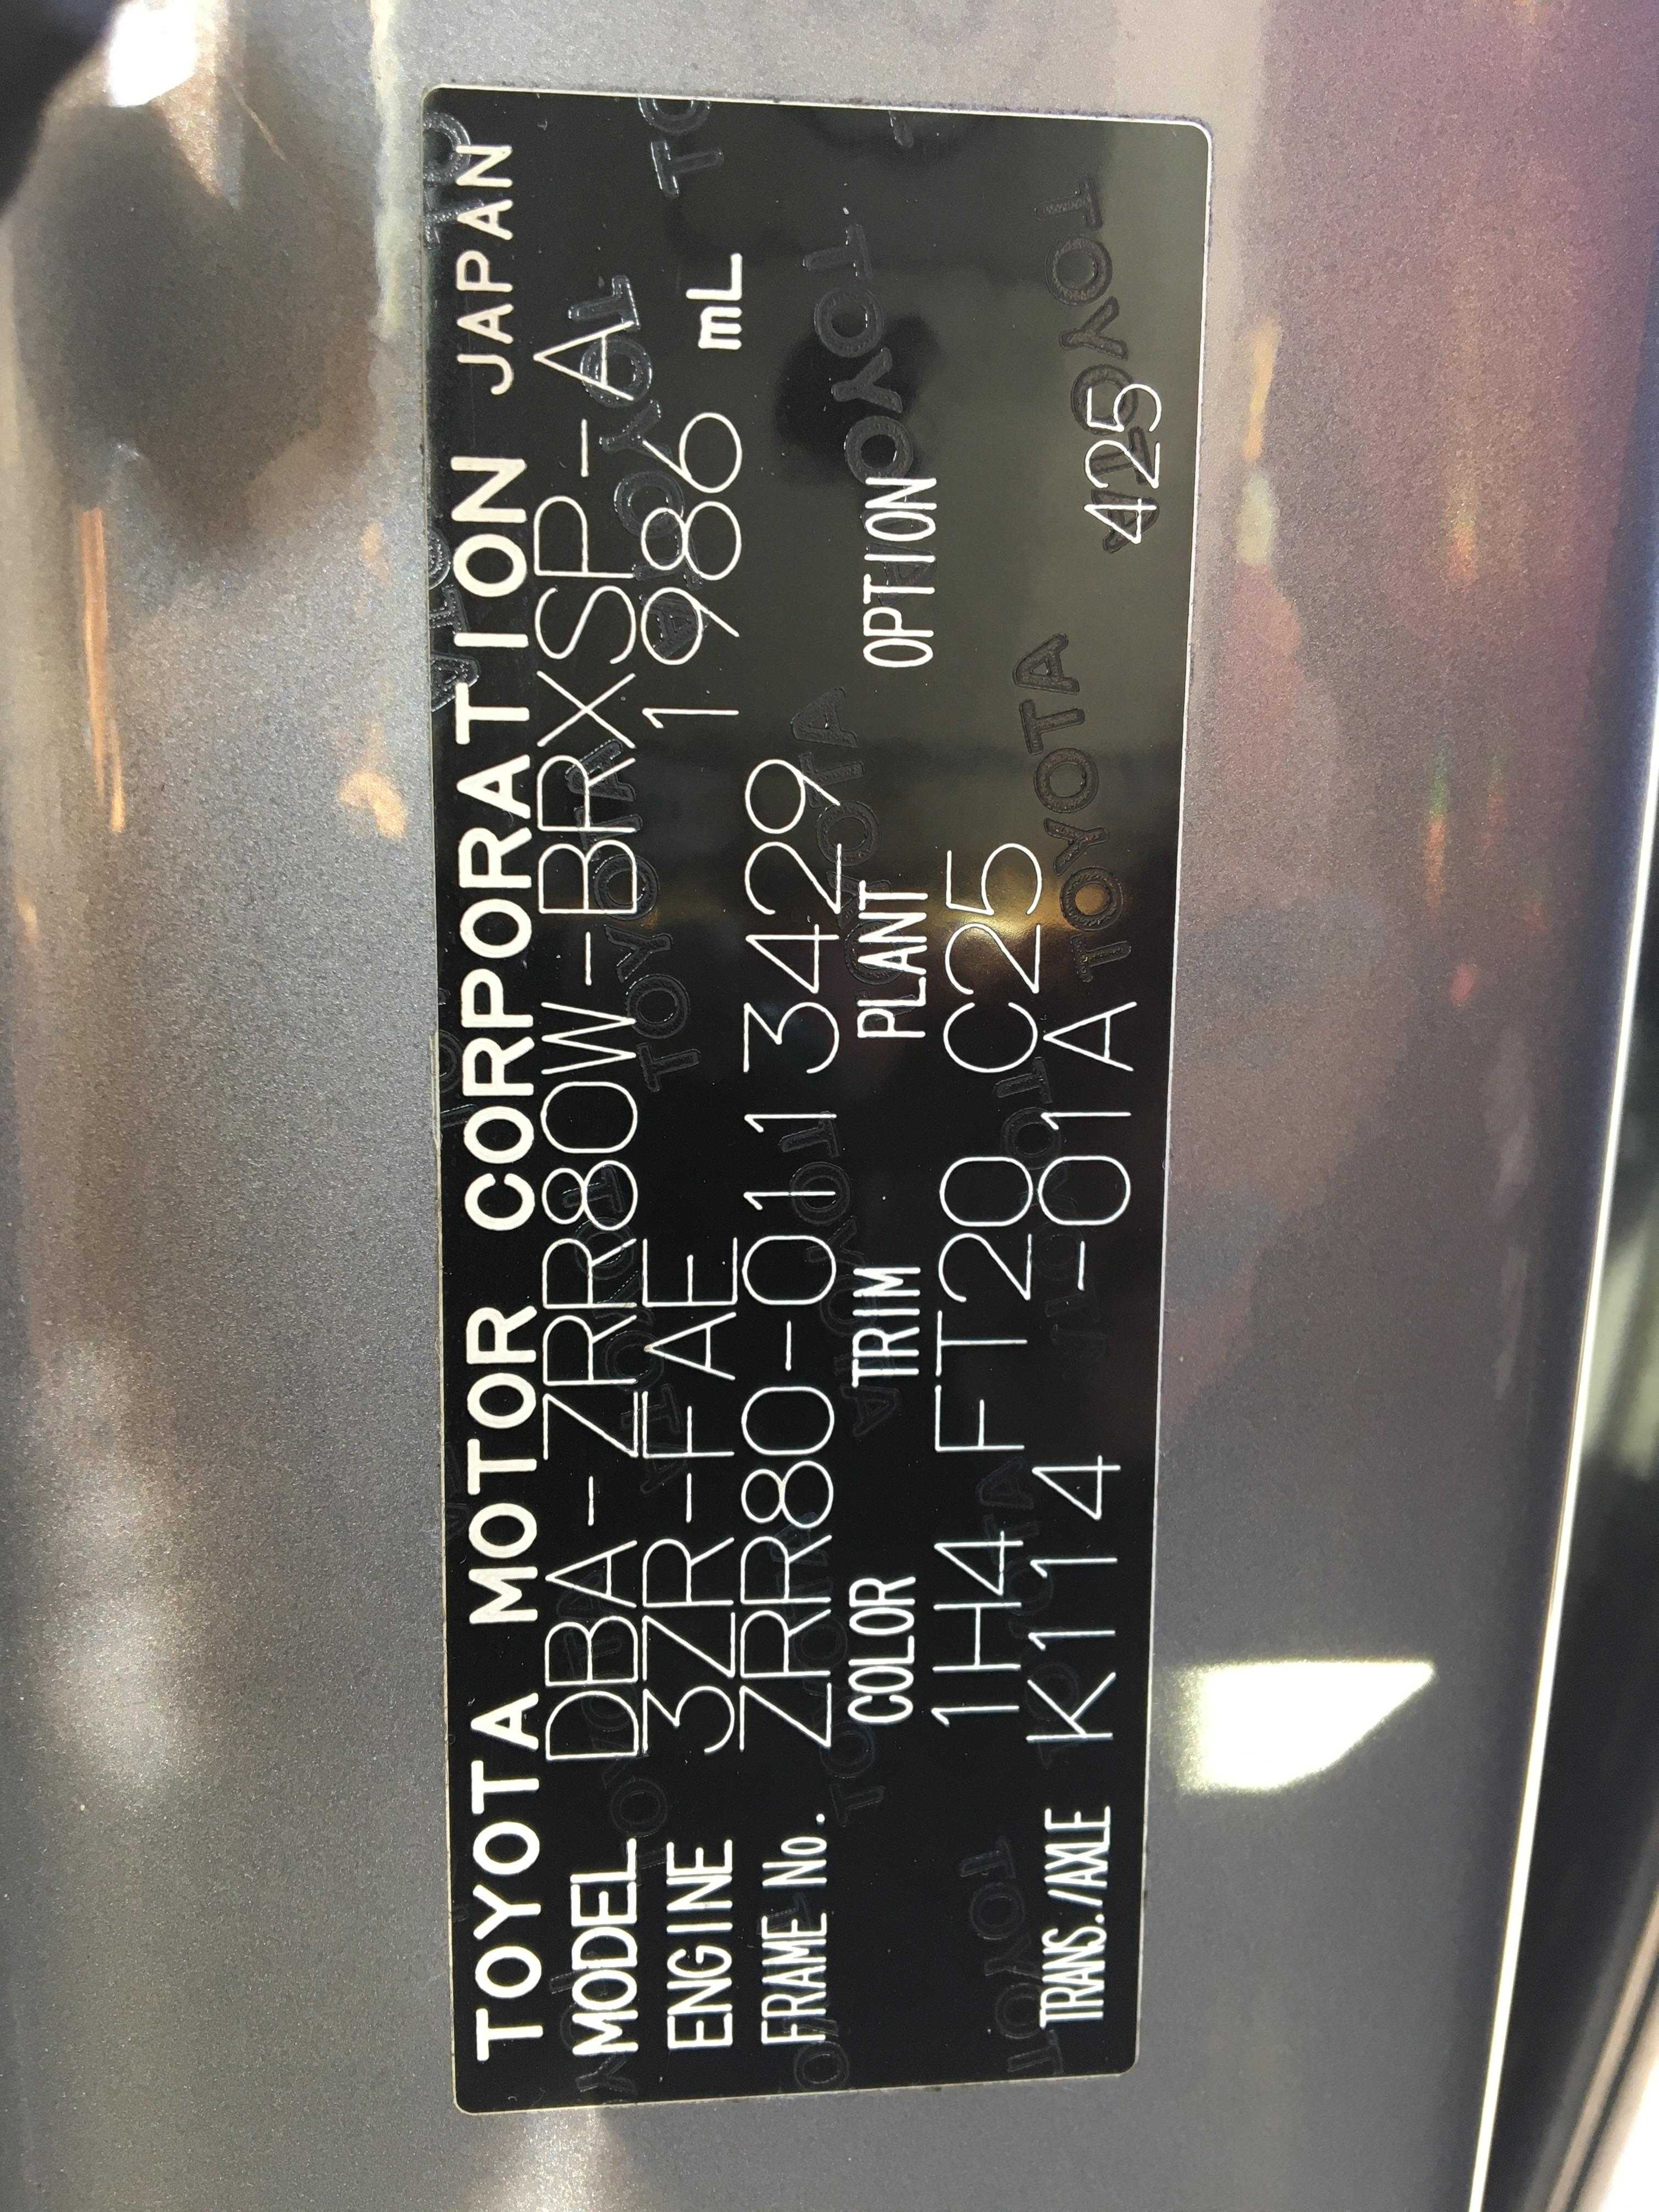 TOYOTA MOTOR CORPORATION JAPAN
MODEL DBA-ZRR80W-BRXSP-A
ENGINE 3ZR-FAE 1986 mL
FRAME No. ZRR80-0113429
COLOR TRIM PLANT OPTION
1H4 FT20 C25
TRANS./AXLE K114 -01A 425